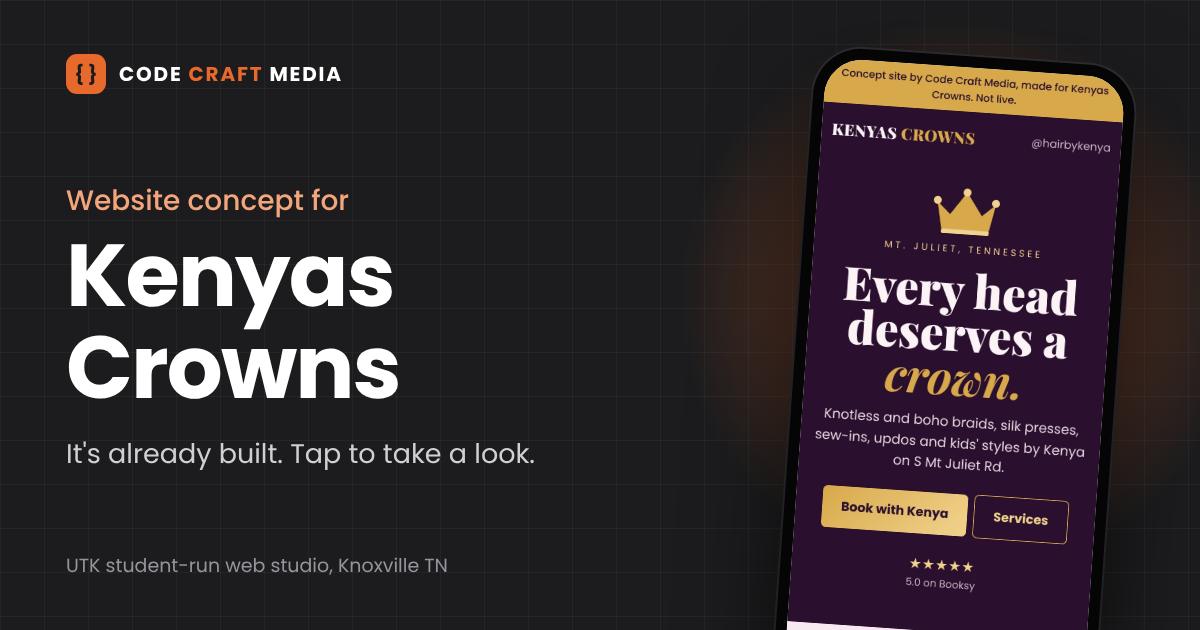 { }
CODE CRAFT MEDIA
Website concept for
Kenyas
Crowns
It's already built. Tap to take a look.
UTK student-run web studio, Knoxville TN
Concept site by Code Craft Media, made for Kenyas
Crowns. Not live.
KENYAS CROWNS
@hairbykenya
MT. JULIET, TENNESSEE
Every head
deserves a
crown.
Knotless and boho braids, silk presses,
sew-ins, updos and kids' styles by Kenya
on S Mt Juliet Rd.
Book with Kenya
Services
★★★★★
5.0 on Booksy